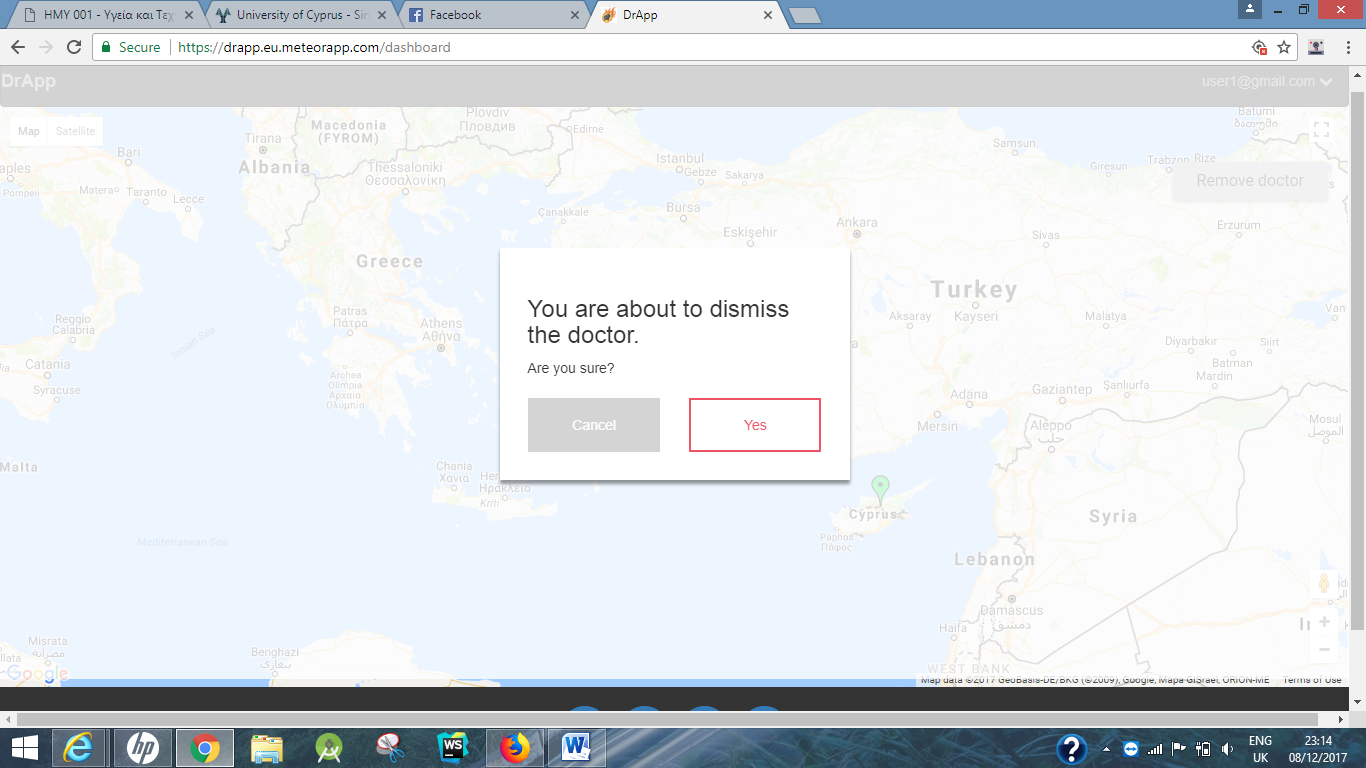 HMY 001 - Υγεία και Τεχ
University of Cyprus - Sin
Facebook
DrApp
Secure
https://drapp.eu.meteorapp.com/dashboard
DrApp
user1@gmail.com
Map
Satellite
Macedonia
(FYROM)
Plovdiv
Пловдив
Edirne
Tirana
Albania
Bari
aples
Pompei
Matera
Taranto
Lecce
Thessaloniki
Θεσσαλονίκη
Istanbul
Gebze
Sakarya
Samsun
Giresun
Trabzon
Rize
Batumi
ბათუმი
Remove doctor
Çanakkale
Bursa
Eskişehir
Ankara
Sivas
Erzurum
Greece
Turkey
Kayseri
Aksaray
Malatya
Van
Patras
Πάτρα
Athens
Αθήνα
Reggio
Calabria
Ionian Sea
Catania
Syracuse
Archea
Olimpia
Αρχαία
Ολυμπία
Diyarbakır
Siirt
Batman
Mardin
Adana
Gaziantep
Şanlıurfa
Mersin
Aleppo
حلب
Mosul
الموصل
You are about to dismiss
the doctor.
Are you sure?
Cancel
Yes
Malta
Chania
Χανιά
Ηράκλειο
Kriti
Cyprus
Paphos
Πάφος
Syria
Lebanon
Mediterranean Sea
Damascus
دمشق
Haifa
חיפה
WEST BANK
Misrata
مصراتة
Benghazi
بنغازي
Google
Map data ©2017 GeoBasis-DE/BKG (©2009), Google, Mapa GISrael, ORION-ME
Terms of Use
hp
WS
W
ENG
UK
23:14
08/12/2017